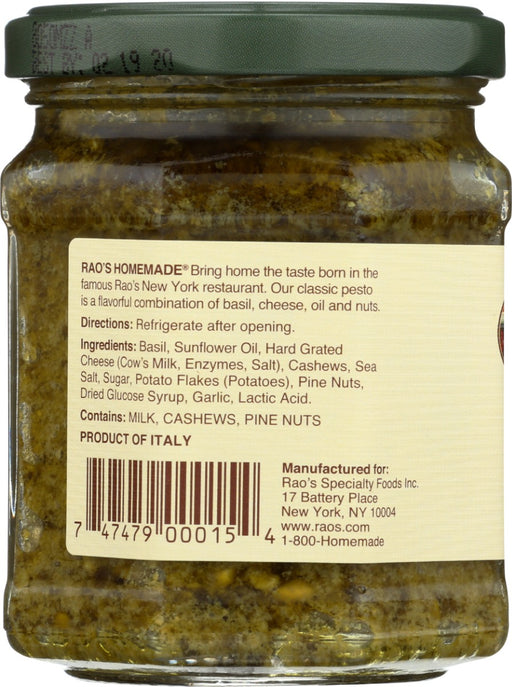 BY: 02 19 20
RAO'S HOMEMADE® Bring home the taste born in the
famous Rao's New York restaurant. Our classic pesto
is a flavorful combination of basil, cheese, oil and nuts.
Directions: Refrigerate after opening.
Ingredients: Basil, Sunflower Oil, Hard Grated
Cheese (Cow's Milk, Enzymes, Salt), Cashews, Sea
Salt, Sugar, Potato Flakes (Potatoes), Pine Nuts,
Dried Glucose Syrup, Garlic, Lactic Acid.
Contains: MILK, CASHEWS, PINE NUTS
PRODUCT OF ITALY
7 47479 00015 4
Manufactured for:
Rao's Specialty Foods Inc.
17 Battery Place
New York, NY 10004
www.raos.com
1-800-Homemade